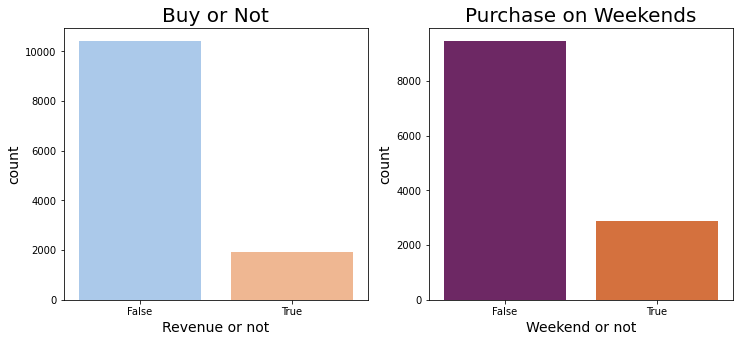 Buy or Not
10000
8000
6000
4000
2000
0
count
False
True
Revenue or not
Purchase on Weekends
8000
6000
4000
2000
0
count
False
True
Weekend or not